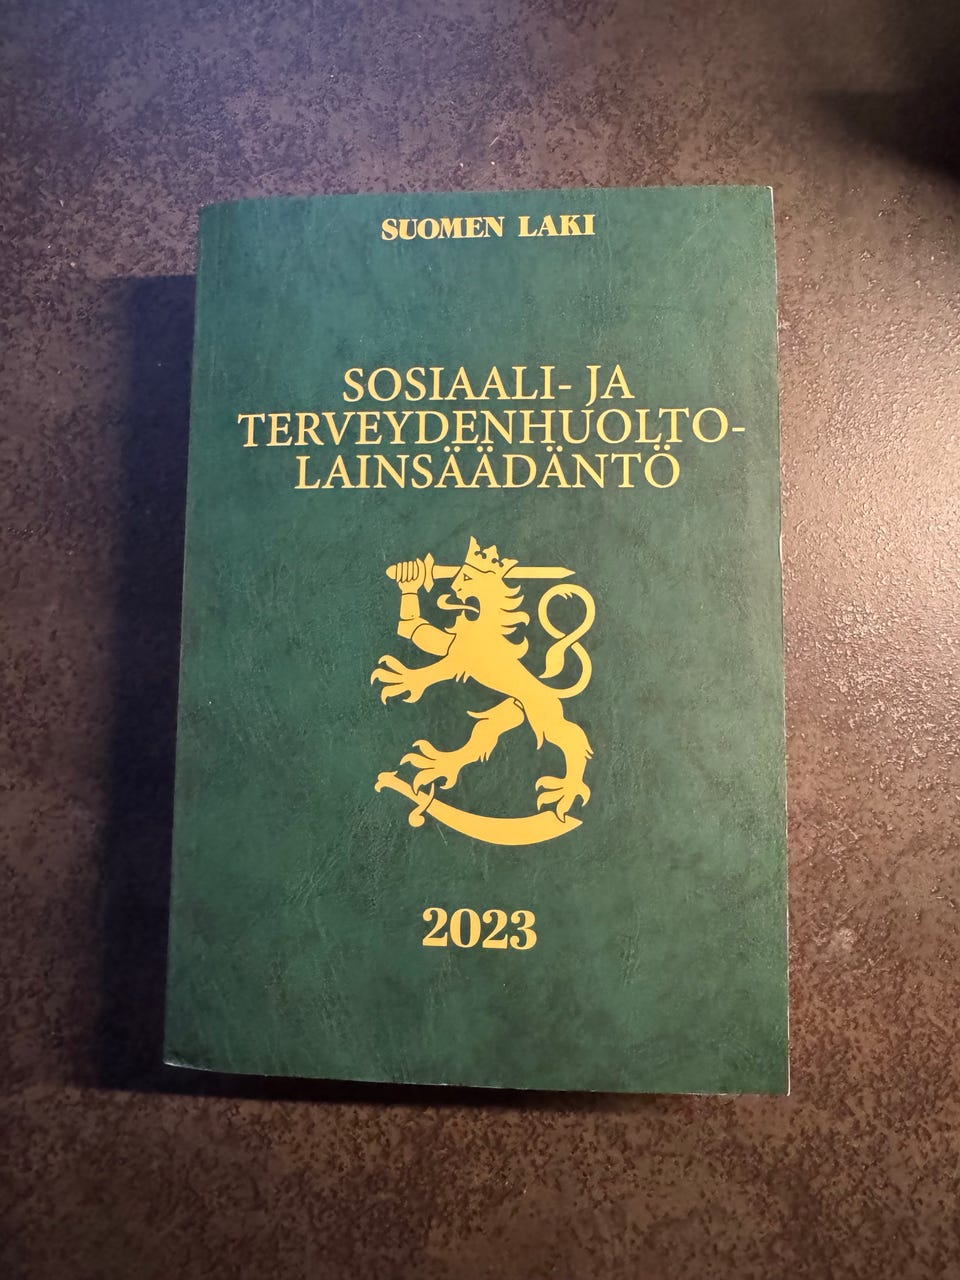 SUOMEN LAKI
SOSIAALI- JA
TERVEYDENHUOLTO-
LAINSÄÄDÄNTÖ
2023